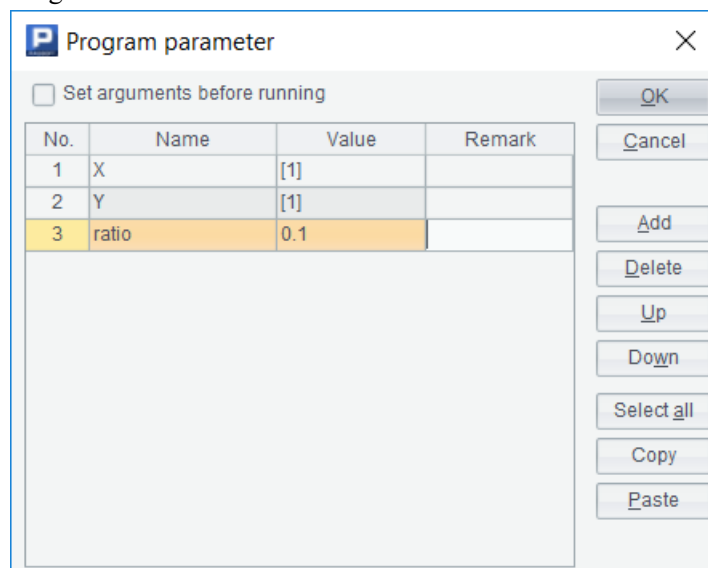 P Program parameter
Set arguments before running
OK
No. Name Value Remark
Cancel
1 X [1]
2 Y [1]
3 ratio 0.1
Add
Delete
Up
Down
Select all
Copy
Paste